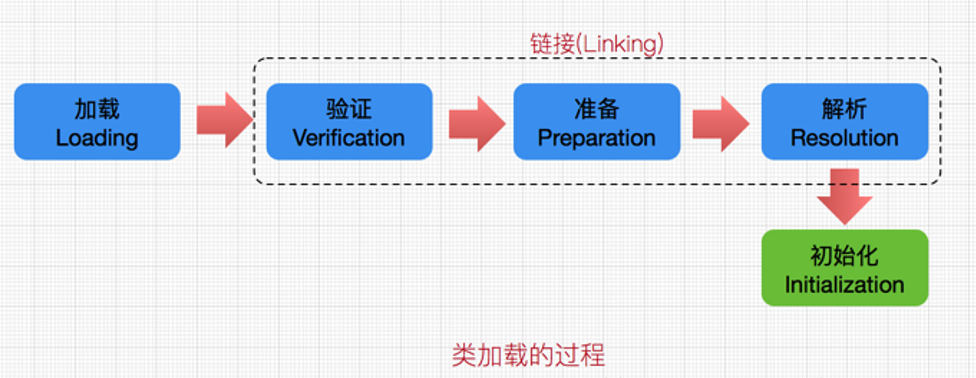 链接(Linking)
加载
Loading
验证
Verification
准备
Preparation
解析
Resolution
初始化
Initialization
类加载的过程